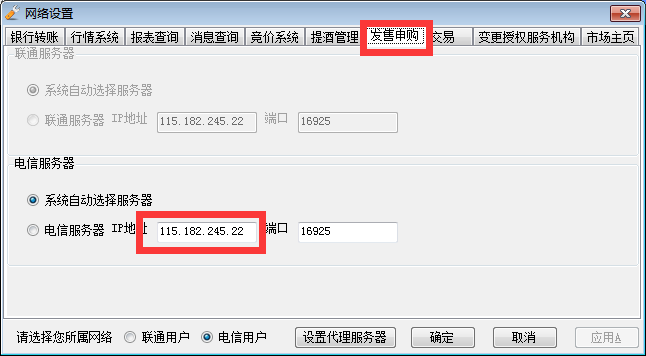 网络设置
银行转账 行情系统 报表查询 消息查询 竞价系统 提酒管理 发售申购 交易 变更授权服务机构 市场主页
联通服务器
系统自动选择服务器
联通服务器 IP地址 115.182.245.22 端口 16925
电信服务器
系统自动选择服务器
电信服务器 IP地址 115.182.245.22 端口 16925
请选择您所属网络 联通用户 电信用户 设置代理服务器 确定 取消 应用A